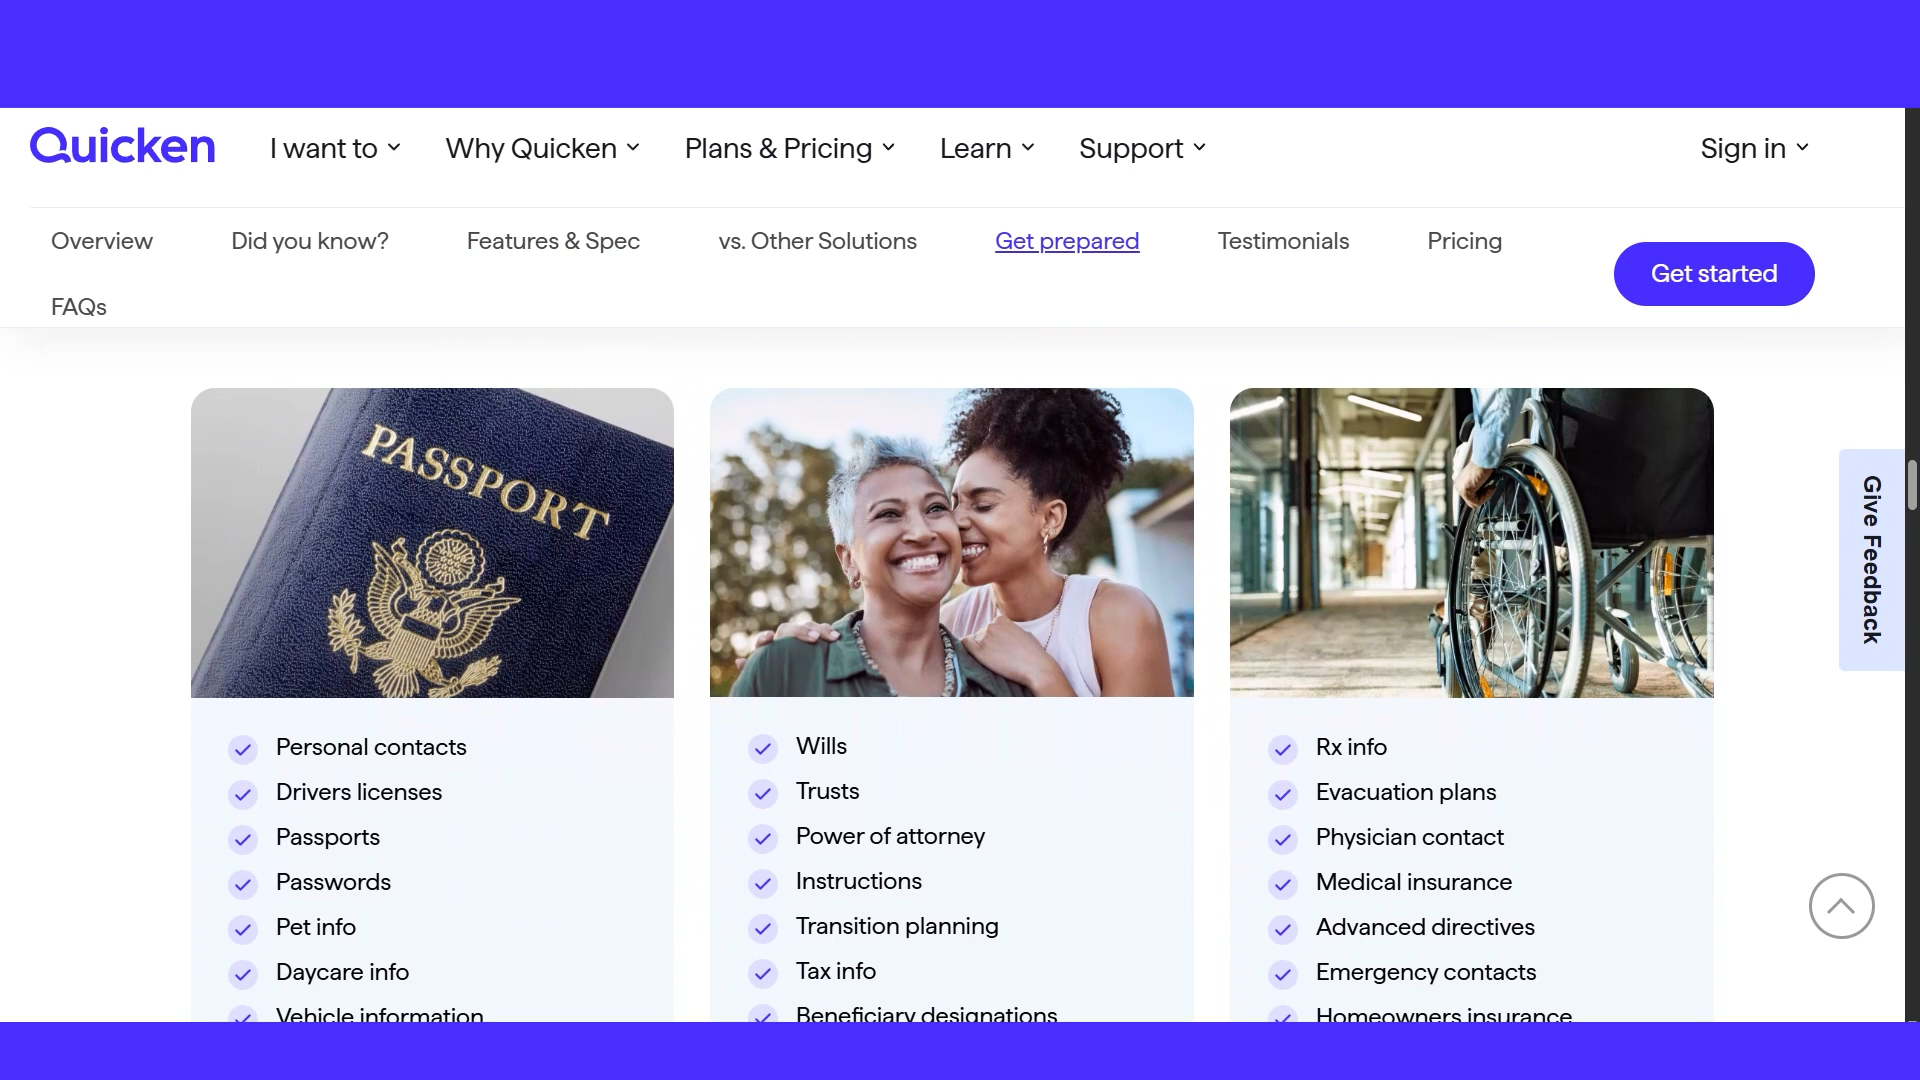 Quicken
I want to
Why Quicken
Plans & Pricing
Learn
Support
Sign in
Overview
Did you know?
Features & Spec
vs. Other Solutions
Get prepared
Testimonials
Pricing
Get started
FAQs
PASSPORT
Give Feedback
Personal contacts
Drivers licenses
Passports
Passwords
Pet info
Daycare info
Vehicle information
Wills
Trusts
Power of attorney
Instructions
Transition planning
Tax info
Beneficiary designations
Rx info
Evacuation plans
Physician contact
Medical insurance
Advanced directives
Emergency contacts
Homeowners insurance